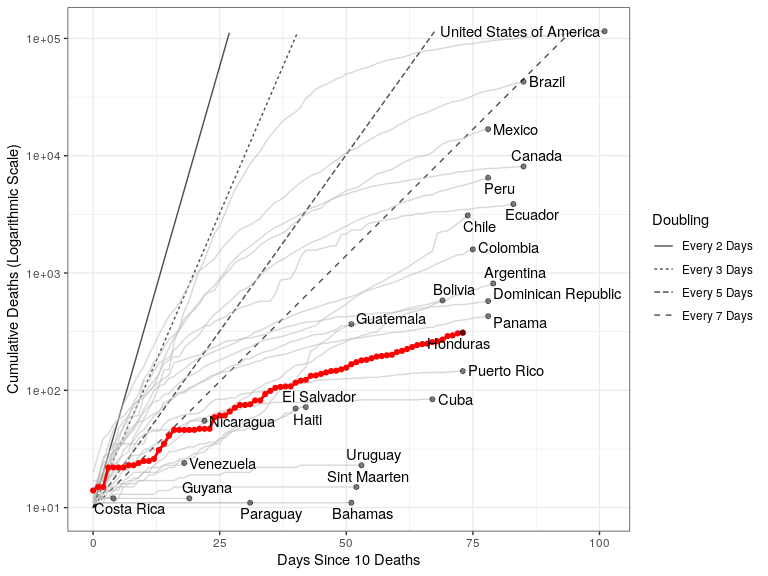 Cumulative Deaths (Logarithmic Scale)
1e+05
1e+04
1e+03
1e+02
1e+01
United States of America
Brazil
Mexico
Canada
Peru
Ecuador
Chile
Colombia
Argentina
Bolivia
Dominican Republic
Guatemala
Panama
Honduras
Puerto Rico
El Salvador
Cuba
Haiti
Nicaragua
Uruguay
Venezuela
Sint Maarten
Guyana
Costa Rica
Paraguay
Bahamas
0
25
50
75
100
Days Since 10 Deaths
Doubling
Every 2 Days
Every 3 Days
Every 5 Days
Every 7 Days